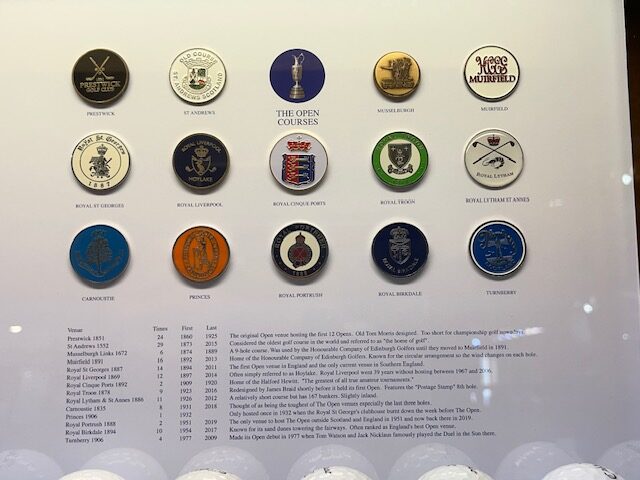 PRESTWICK
GOLF CLUB
OLD COURSE
ST. ANDREWS SCOTLAND
HCEG
MUIRFIELD
PRESTWICK
ST ANDREWS
THE OPEN
COURSES
MUSSELBURGH
MUIRFIELD
Royal St. Georges
1887
ROYAL LIVERPOOL
HOYLAKE
ROYAL LYTHAM
ROYAL ST GEORGES
ROYAL LIVERPOOL
ROYAL CINQUE PORTS
ROYAL TROON
ROYAL LYTHAM ST ANNES
ROYAL PORTRUSH
ROYAL BIRKDALE
CARNOUSTIE
PRINCES
ROYAL PORTRUSH
ROYAL BIRKDALE
TURNBERRY
Venue Times First Last
Prestwick 1851 24 1860 1925 The original Open venue hosting the first 12 Opens. Old Tom Morris designed. Too short for championship golf nowadays.
St Andrews 1552 29 1873 2015 Considered the oldest golf course in the world and referred to as "the home of golf".
Musselburgh Links 1672 6 1874 1889 A 9-hole course. Was used by the Honourable Company of Edinburgh Golfers until they moved to Muirfield in 1891.
Muirfield 1891 16 1892 2013 Home of the Honourable Company of Edinburgh Golfers. Known for the circular arrangement so the wind changes on each hole.
Royal St Georges 1887 14 1894 2011 The first Open venue in England and the only current venue in Southern England.
Royal Liverpool 1869 12 1897 2014 Often simply referred to as Hoylake. Royal Liverpool went 39 years without hosting between 1967 and 2006.
Royal Cinque Ports 1892 2 1909 1920 Home of the Halford Hewitt. "The greatest of all true amateur tournaments."
Royal Troon 1878 9 1923 2016 Redesigned by James Braid shortly before it held its first Open. Features the "Postage Stamp" 8th hole.
Royal Lytham & St Annes 1886 11 1926 2012 A relatively short course but has 167 bunkers. Slightly inland.
Carnoustie 1835 8 1931 2018 Thought of as being the toughest of The Open venues especially the last three holes.
Princes 1906 1 1932 Only hosted once in 1932 when the Royal St George's clubhouse burnt down the week before The Open.
Royal Portrush 1888 2 1951 2019 The only venue to host The Open outside Scotland and England in 1951 and now back there in 2019.
Royal Birkdale 1894 10 1954 2017 Known for its sand dunes towering the fairways. Often ranked as England's best Open venue.
Turnberry 1906 4 1977 2009 Made its Open debut in 1977 when Tom Watson and Jack Nicklaus famously played the Duel in the Sun there.